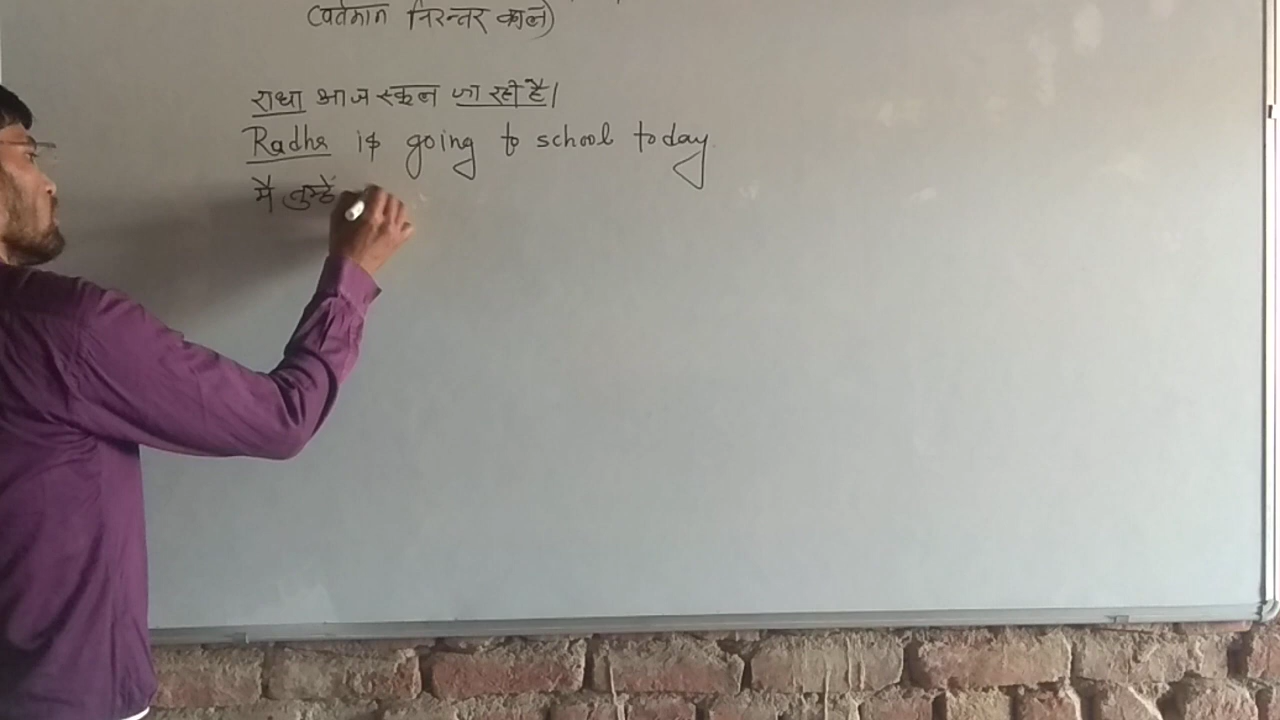 (वर्तमान निरन्तर काल)
राधा आज स्कूल जा रही है।
Radha is going to school today.
मैं तुम्हें